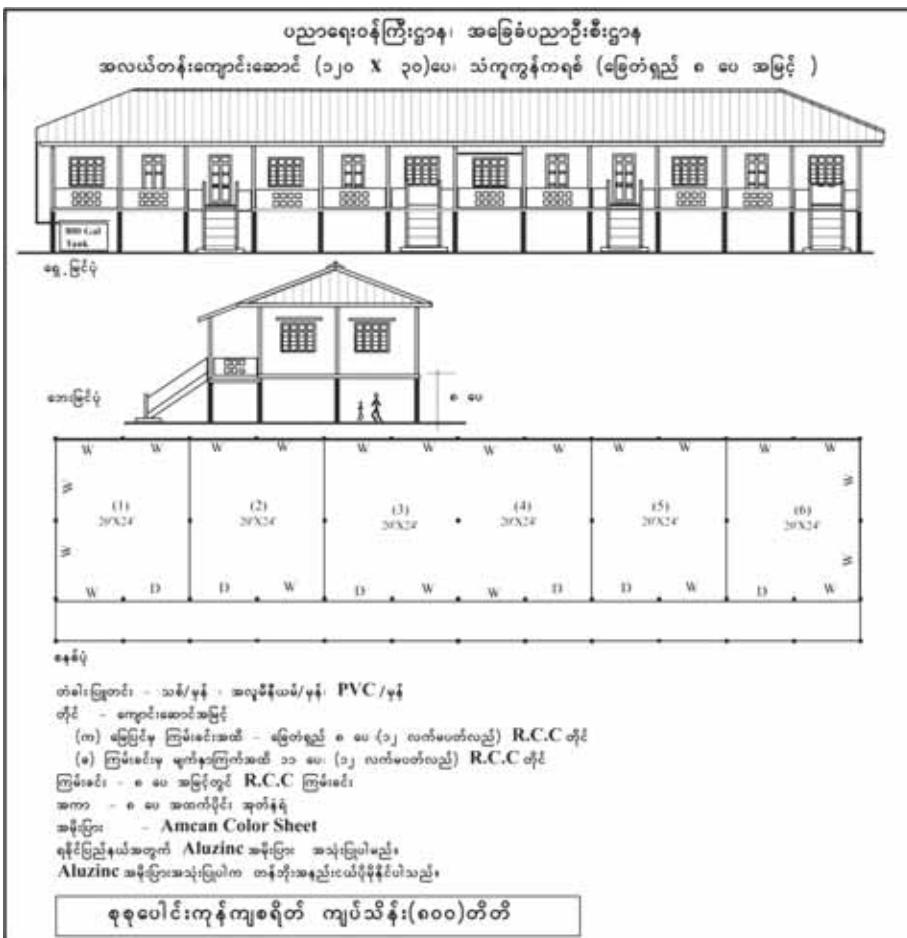 ပညာရေးဝန်ကြီးဌာန၊ အခြေခံပညာဦးစီးဌာန
အလယ်တန်းကျောင်းဆောင် (၁၂၀ X ၃၀)ပေ၊ သံကူကွန်ကရစ် (ခြေတံရှည် ၈ ပေ အမြင့် )
800 Gal
Tank
ရှေ့မြင်ပုံ
ဘေးမြင်ပုံ
၈ ပေ
W W W W W W W W W W W W
W W
(1) (2) (3) (4) (5) (6)
20'X24' 20'X24' 20'X24' 20'X24' 20'X24' 20'X24'
W W
W D D W D W W D D W D W
စနစ်ပုံ
တံခါးပြူတင်း - သစ်/မှန် ၊ အလူမီနီယမ်/မှန်၊ PVC /မှန်
တိုင် - ကျောင်းဆောင်အမြင့်
(က) မြေပြင်မှ ကြမ်းခင်းအထိ - ခြေတံရှည် ၈ ပေ (၁၂ လက်မပတ်လည်) R.C.C တိုင်
(ခ) ကြမ်းခင်းမှ မျက်နှာကြက်အထိ ၁၁ ပေ၊ (၁၂ လက်မပတ်လည်) R.C.C တိုင်
ကြမ်းခင်း - ၈ ပေ အမြင့်တွင် R.C.C ကြမ်းခင်း
အကာ - ၈ ပေ အထက်ပိုင်း အုတ်နံရံ
အမိုးပြား - Amcan Color Sheet
ရခိုင်ပြည်နယ်အတွက် Aluzinc အမိုးပြား အသုံးပြုပါမည်။
Aluzinc အမိုးပြားအသုံးပြုပါက တန်ဘိုးအနည်းငယ်ပိုမိုနိုင်ပါသည်။
စုစုပေါင်းကုန်ကျစရိတ် ကျပ်သိန်း(၈၀၀)တိတိ